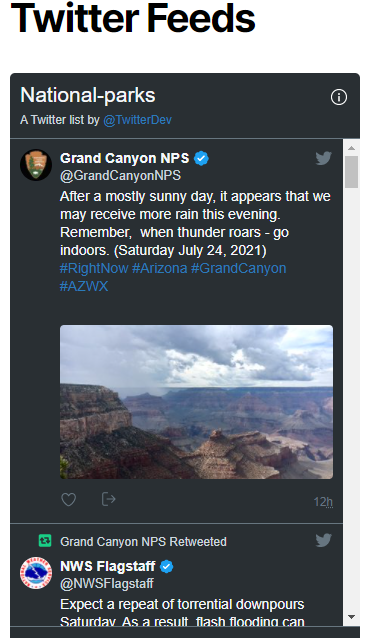 Twitter Feeds
National-parks
A Twitter list by @TwitterDev
Grand Canyon NPS
@GrandCanyonNPS
After a mostly sunny day, it appears that we
may receive more rain this evening.
Remember,  when thunder roars - go
indoors. (Saturday July 24, 2021)
#RightNow #Arizona #GrandCanyon
#AZWX
12h
Grand Canyon NPS Retweeted
NWS Flagstaff
@NWSFlagstaff
Expect a repeat of torrential downpours
Saturday. As a result, flash flooding can